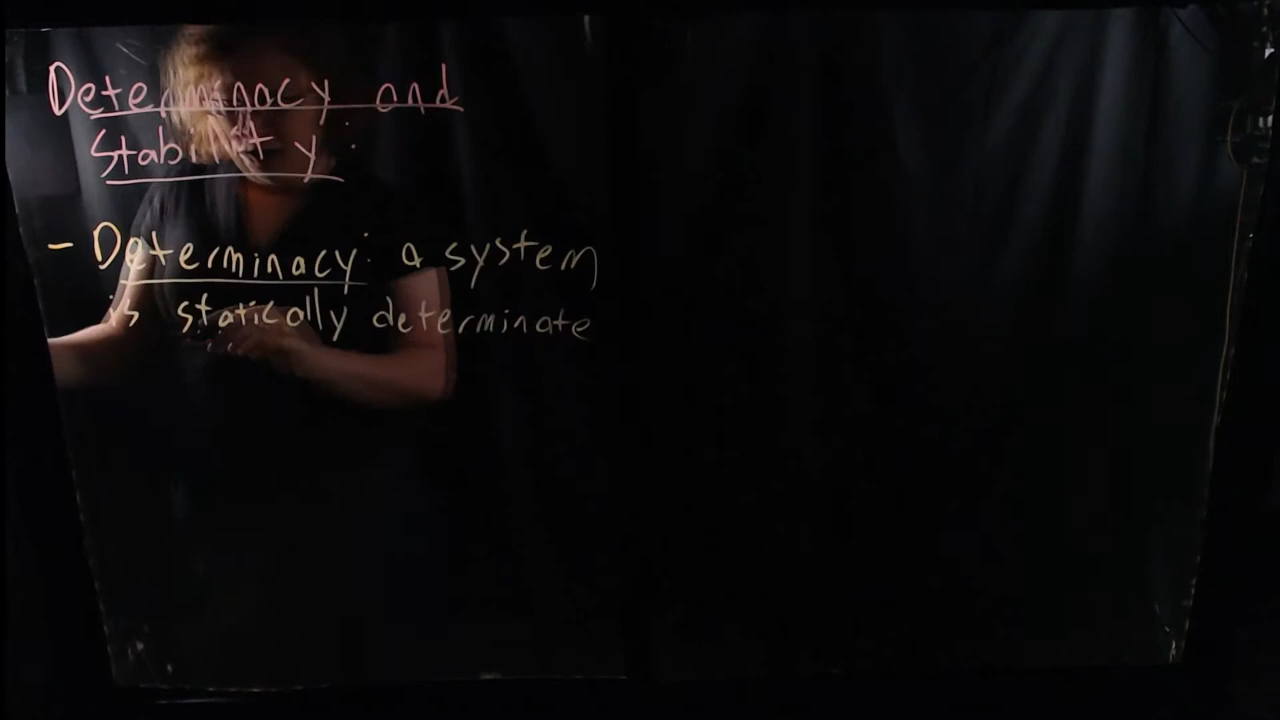 Determinacy and
Stability:
- Determinacy: a system
is statically determinate